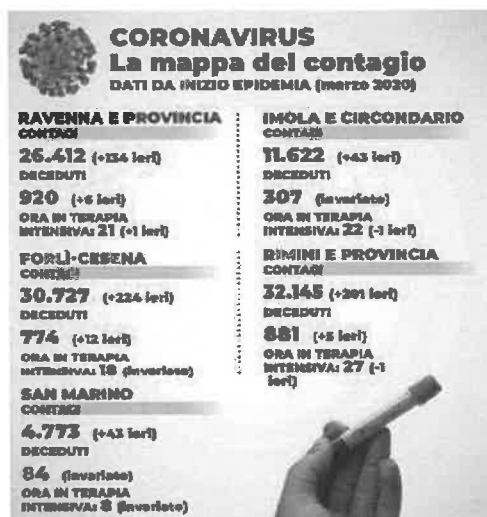 CORONAVIRUS
La mappa del contagio
DATI DA INIZIO EPIDEMIA (marzo 2020)
RAVENNA E PROVINCIA
CONTAGI
26.412 (+134 ieri)
DECEDUTI
920 (+6 ieri)
ORA IN TERAPIA
INTENSIVA: 21 (+1 ieri)
FORLÌ-CESENA
CONTAGI
30.727 (+224 ieri)
DECEDUTI
774 (+12 ieri)
ORA IN TERAPIA
INTENSIVA: 18 (invariato)
SAN MARINO
CONTAGI
4.773 (+43 ieri)
DECEDUTI
84 (invariato)
ORA IN TERAPIA
INTENSIVA: 8 (invariato)
IMOLA E CIRCONDARIO
CONTAGI
11.622 (+43 ieri)
DECEDUTI
307 (invariato)
ORA IN TERAPIA
INTENSIVA: 22 (-1 ieri)
RIMINI E PROVINCIA
CONTAGI
32.145 (+201 ieri)
DECEDUTI
881 (+5 ieri)
ORA IN TERAPIA
INTENSIVA: 27 (-1
ieri)